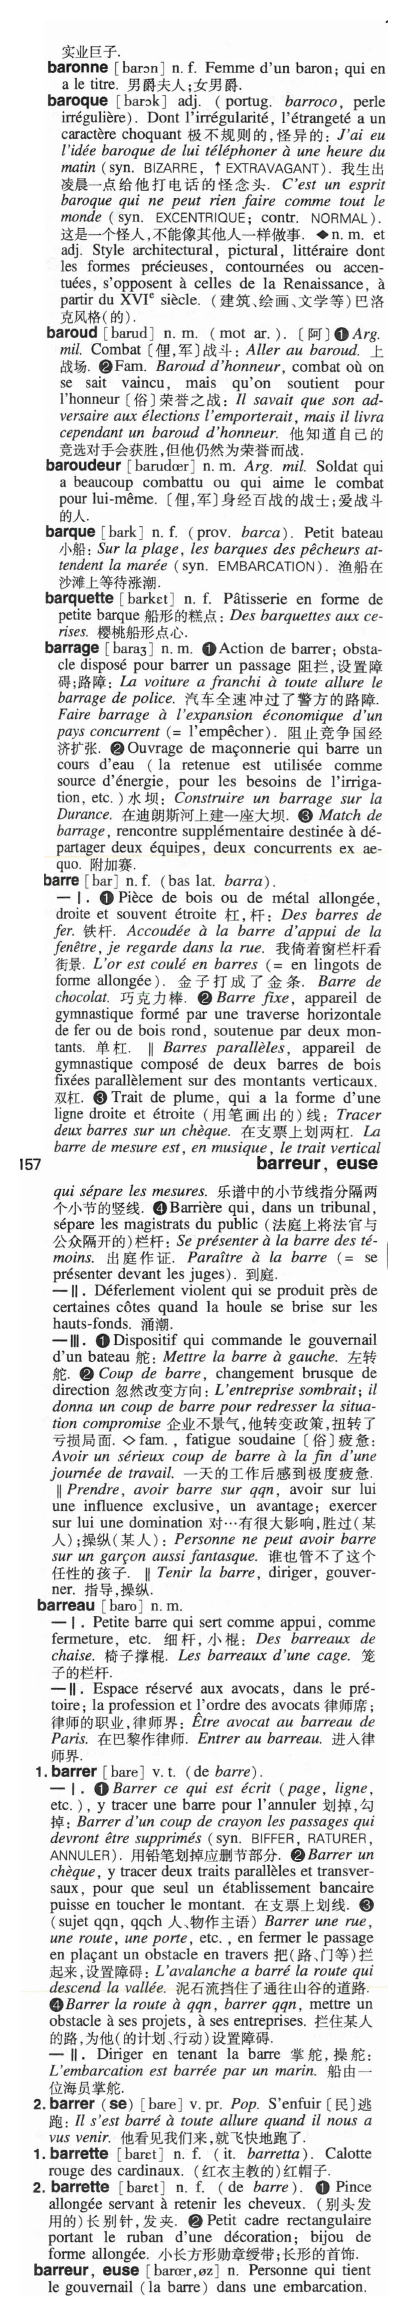 实业巨子.
baronne [barɔn] n. f. Femme d'un baron; qui en
a le titre. 男爵夫人;女男爵.
baroque [barɔk] adj. (portug. barroco, perle
irrégulière). Dont l'irrégularité, l'étrangeté a un
caractère choquant 极不规则的,怪异的: J'ai eu
l'idée baroque de lui téléphoner à une heure du
matin (syn. BIZARRE, ↑ EXTRAVAGANT). 我生出
凌晨一点给他打电话的怪念头. C'est un esprit
baroque qui ne peut rien faire comme tout le
monde (syn. EXCENTRIQUE; contr. NORMAL).
这是一个怪人,不能像其他人一样做事. ◆n. m. et
adj. Style architectural, pictural, littéraire dont
les formes précieuses, contournées ou accen-
tuées, s'opposent à celles de la Renaissance, à
partir du XVIe siècle. (建筑、绘画、文学等)巴洛
克风格(的).
baroud [barud] n. m. (mot ar.). 〔阿〕❶ Arg.
mil. Combat〔俚,军〕战斗: Aller au baroud. 上
战场. ❷ Fam. Baroud d'honneur, combat où on
se sait vaincu, mais qu'on soutient pour
l'honneur〔俗〕荣誉之战: Il savait que son ad-
versaire aux élections l'emporterait, mais il livra
cependant un baroud d'honneur. 他知道自己的
竞选对手会获胜,但他仍然为荣誉而战.
baroudeur [barudœr] n. m. Arg. mil. Soldat qui
a beaucoup combattu ou qui aime le combat
pour lui-même. 〔俚,军〕身经百战的战士;爱战斗
的人.
barque [bark] n. f. (prov. barca). Petit bateau
小船: Sur la plage, les barques des pêcheurs at-
tendent la marée (syn. EMBARCATION). 渔船在
沙滩上等待涨潮.
barquette [barkɛt] n. f. Pâtisserie en forme de
petite barque 船形的糕点: Des barquettes aux ce-
rises. 樱桃船形点心.
barrage [baraʒ] n. m. ❶ Action de barrer; obsta-
cle disposé pour barrer un passage 阻拦,设置障
碍;路障: La voiture a franchi à toute allure le
barrage de police. 汽车全速冲过了警方的路障.
Faire barrage à l'expansion économique d'un
pays concurrent (= l'empêcher). 阻止竞争国经
济扩张. ❷ Ouvrage de maçonnerie qui barre un
cours d'eau (la retenue est utilisée comme
source d'énergie, pour les besoins de l'irriga-
tion, etc.) 水坝: Construire un barrage sur la
Durance. 在迪朗斯河上建一座大坝. ❸ Match de
barrage, rencontre supplémentaire destinée à dé-
partager deux équipes, deux concurrents ex ae-
quo. 附加赛.
barre [bar] n. f. (bas lat. barra).
— Ⅰ. ❶ Pièce de bois ou de métal allongée,
droite et souvent étroite 杠,杆: Des barres de
fer. 铁杆. Accoudée à la barre d'appui de la
fenêtre, je regarde dans la rue. 我倚着窗栏杆看
街景. L'or est coulé en barres (= en lingots de
forme allongée). 金子打成了金条. Barre de
chocolat. 巧克力棒. ❷ Barre fixe, appareil de
gymnastique formé par une traverse horizontale
de fer ou de bois rond, soutenue par deux mon-
tants. 单杠. ‖ Barres parallèles, appareil de
gymnastique composé de deux barres de bois
fixées parallèlement sur des montants verticaux.
双杠. ❸ Trait de plume, qui a la forme d'une
ligne droite et étroite (用笔画出的)线: Tracer
deux barres sur un chèque. 在支票上划两杠. La
barre de mesure est, en musique, le trait vertical
157 barreur, euse
qui sépare les mesures. 乐谱中的小节线指分隔两
个小节的竖线. ❹ Barrière qui, dans un tribunal,
sépare les magistrats du public (法庭上将法官与
公众隔开的)栏杆: Se présenter à la barre des té-
moins. 出庭作证. Paraître à la barre (= se
présenter devant les juges). 到庭.
— Ⅱ. Déferlement violent qui se produit près de
certaines côtes quand la houle se brise sur les
hauts-fonds. 涌潮.
— Ⅲ. ❶ Dispositif qui commande le gouvernail
d'un bateau 舵: Mettre la barre à gauche. 左转
舵. ❷ Coup de barre, changement brusque de
direction 忽然改变方向: L'entreprise sombrait; il
donna un coup de barre pour redresser la situa-
tion compromise 企业不景气,他转变政策,扭转了
亏损局面. ◇ fam., fatigue soudaine〔俗〕疲惫:
Avoir un sérieux coup de barre à la fin d'une
journée de travail. 一天的工作后感到极度疲惫.
‖ Prendre, avoir barre sur qqn, avoir sur lui
une influence exclusive, un avantage; exercer
sur lui une domination 对…有很大影响,胜过(某
人);操纵(某人): Personne ne peut avoir barre
sur un garçon aussi fantasque. 谁也管不了这个
任性的孩子. ‖ Tenir la barre, diriger, gouver-
ner. 指导,操纵.
barreau [baro] n. m.
— Ⅰ. Petite barre qui sert comme appui, comme
fermeture, etc. 细杆,小棍: Des barreaux de
chaise. 椅子撑棍. Les barreaux d'une cage. 笼
子的栏杆.
— Ⅱ. Espace réservé aux avocats, dans le pré-
toire; la profession et l'ordre des avocats 律师席;
律师的职业,律师界: Être avocat au barreau de
Paris. 在巴黎作律师. Entrer au barreau. 进入律
师界.
1. barrer [bare] v. t. (de barre).
— Ⅰ. ❶ Barrer ce qui est écrit (page, ligne,
etc.), y tracer une barre pour l'annuler 划掉,勾
掉: Barrer d'un coup de crayon les passages qui
devront être supprimés (syn. BIFFER, RATURER,
ANNULER). 用铅笔划掉应删节部分. ❷ Barrer un
chèque, y tracer deux traits parallèles et transver-
saux, pour que seul un établissement bancaire
puisse en toucher le montant. 在支票上划线. ❸
(sujet qqn, qqch 人、物作主语) Barrer une rue,
une route, une porte, etc., en fermer le passage
en plaçant un obstacle en travers 把(路、门等)拦
起来,设置障碍: L'avalanche a barré la route qui
descend la vallée. 泥石流挡住了通往山谷的道路.
❹ Barrer la route à qqn, barrer qqn, mettre un
obstacle à ses projets, à ses entreprises. 拦住某人
的路,为他(的计划、行动)设置障碍.
— Ⅱ. Diriger en tenant la barre 掌舵,操舵:
L'embarcation est barrée par un marin. 船由一
位海员掌舵.
2. barrer (se) [bare] v. pr. Pop. S'enfuir〔民〕逃
跑: Il s'est barré à toute allure quand il nous a
vus venir. 他看见我们来,就飞快地跑了.
1. barrette [barɛt] n. f. (it. barretta). Calotte
rouge des cardinaux. (红衣主教的)红帽子.
2. barrette [barɛt] n. f. (de barre). ❶ Pince
allongée servant à retenir les cheveux. (别头发
用的)长别针,发夹. ❷ Petit cadre rectangulaire
portant le ruban d'une décoration; bijou de
forme allongée. 小长方形勋章绶带;长形的首饰.
barreur, euse [barœr,øz] n. Personne qui tient
le gouvernail (la barre) dans une embarcation.